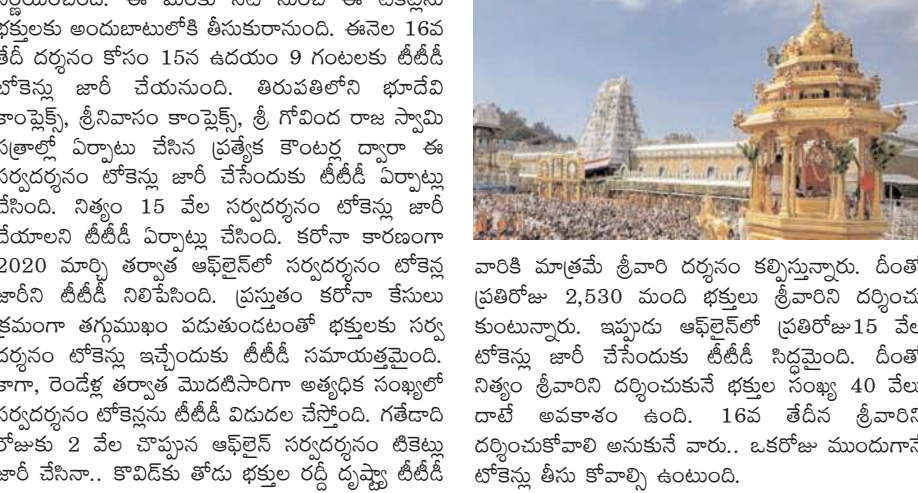 నిర్ణయించింది. ఈ మేరకు నేటి నుంచి ఈ టికెట్లను
భక్తులకు అందుబాటులోకి తీసుకురానుంది. ఈనెల 16వ
తేదీ దర్శనం కోసం 15న ఉదయం 9 గంటలకు టీటీడీ
టోకెన్లు జారీ చేయనుంది. తిరుపతిలోని భూదేవి
కాంప్లెక్స్, శ్రీనివాసం కాంప్లెక్స్, శ్రీ గోవింద రాజ స్వామి
సత్రాల్లో ఏర్పాటు చేసిన ప్రత్యేక కౌంటర్ల ద్వారా ఈ
సర్వదర్శనం టోకెన్లు జారీ చేసేందుకు టీటీడీ ఏర్పాట్లు
చేసింది. నిత్యం 15 వేల సర్వదర్శనం టోకెన్లు జారీ
చేయాలని టీటీడీ ఏర్పాట్లు చేసింది. కరోనా కారణంగా
2020 మార్చి తర్వాత ఆఫ్‌లైన్‌లో సర్వదర్శనం టోకెన్ల
జారీని టీటీడీ నిలిపేసింది. ప్రస్తుతం కరోనా కేసులు
క్రమంగా తగ్గుముఖం పడుతుండటంతో భక్తులకు సర్వ
దర్శనం టోకెన్లు ఇచ్చేందుకు టీటీడీ సమాయత్తమైంది.
కాగా, రెండేళ్ల తర్వాత మొదటిసారిగా అత్యధిక సంఖ్యలో
సర్వదర్శనం టోకెన్లను టీటీడీ విడుదల చేస్తోంది. గతేడాది
రోజుకు 2 వేల చొప్పున ఆఫ్‌లైన్ సర్వదర్శనం టికెట్లు
జారీ చేసినా.. కొవిడ్‌కు తోడు భక్తుల రద్దీ దృష్ట్యా టీటీడీ
వారికి మాత్రమే శ్రీవారి దర్శనం కల్పిస్తున్నారు. దీంతో
ప్రతిరోజు 2,530 మంది భక్తులు శ్రీవారిని దర్శించు
కుంటున్నారు. ఇప్పుడు ఆఫ్‌లైన్‌లో ప్రతిరోజు15 వేల
టోకెన్లు జారీ చేసేందుకు టీటీడీ సిద్ధమైంది. దీంతో
నిత్యం శ్రీవారిని దర్శించుకునే భక్తుల సంఖ్య 40 వేలు
దాటే అవకాశం ఉంది. 16వ తేదీన శ్రీవారిని
దర్శించుకోవాలి అనుకునే వారు.. ఒకరోజు ముందుగానే
టోకెన్లు తీసు కోవాల్సి ఉంటుంది.